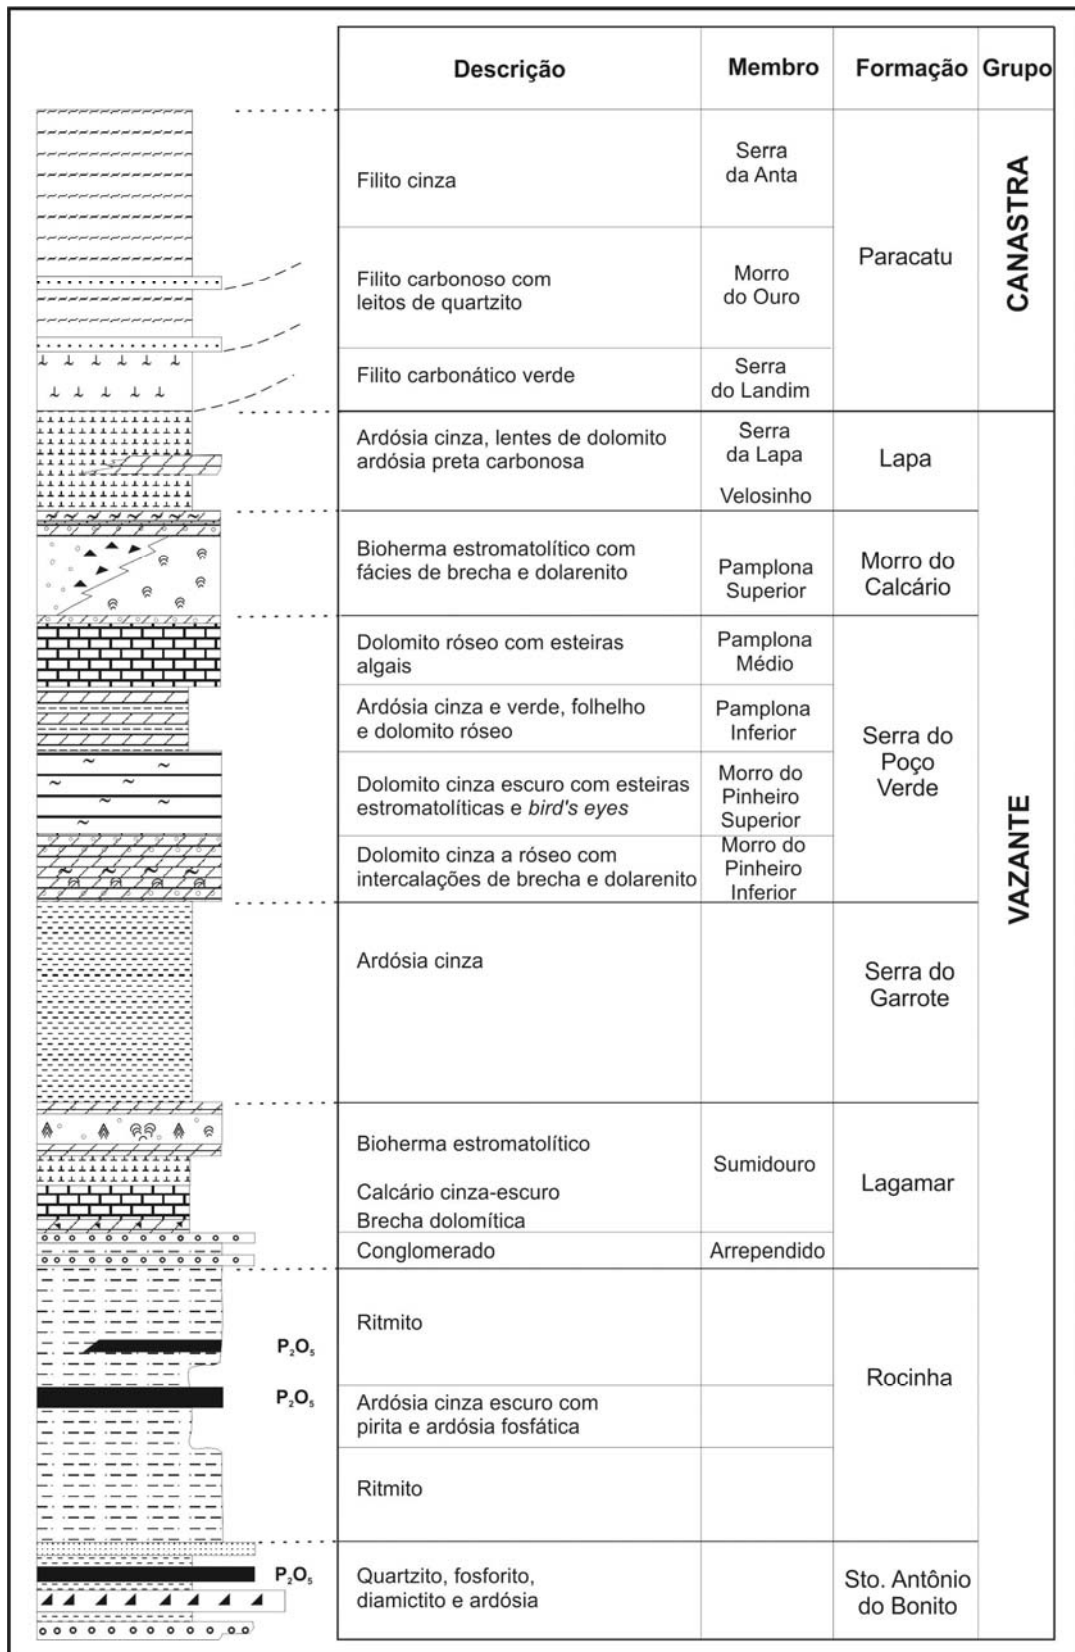 Descrição Membro Formação Grupo
Filito cinza
Serra
da Anta
Filito carbonoso com
leitos de quartzito
Morro
do Ouro
Filito carbonático verde
Serra
do Landim
Paracatu
CANASTRA
Ardósia cinza, lentes de dolomito
ardósia preta carbonosa
Serra
da Lapa
Velosinho
Lapa
Bioherma estromatolítico com
fácies de brecha e dolarenito
Pamplona
Superior
Morro do
Calcário
Dolomito róseo com esteiras
algais
Pamplona
Médio
Ardósia cinza e verde, folhelho
e dolomito róseo
Pamplona
Inferior
Dolomito cinza escuro com esteiras
estromatolíticas e bird's eyes
Morro do
Pinheiro
Superior
Dolomito cinza a róseo com
intercalações de brecha e dolarenito
Morro do
Pinheiro
Inferior
Serra do
Poço
Verde
VAZANTE
Ardósia cinza
Serra do
Garrote
Bioherma estromatolítico
Calcário cinza-escuro
Brecha dolomítica
Sumidouro
Conglomerado
Arrependido
Lagamar
Ritmito
P₂O₅
P₂O₅
Ardósia cinza escuro com
pirita e ardósia fosfática
Ritmito
Rocinha
P₂O₅
Quartzito, fosforito,
diamictito e ardósia
Sto. Antônio
do Bonito